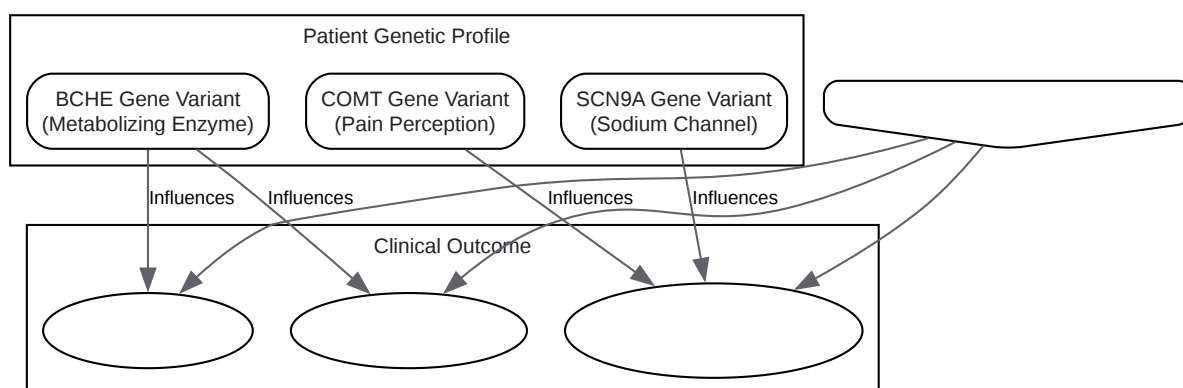 Patient Genetic Profile
BCHE Gene Variant
(Metabolizing Enzyme)
COMT Gene Variant
(Pain Perception)
SCN9A Gene Variant
(Sodium Channel)
Influences
Influences
Influences
Influences
Clinical Outcome